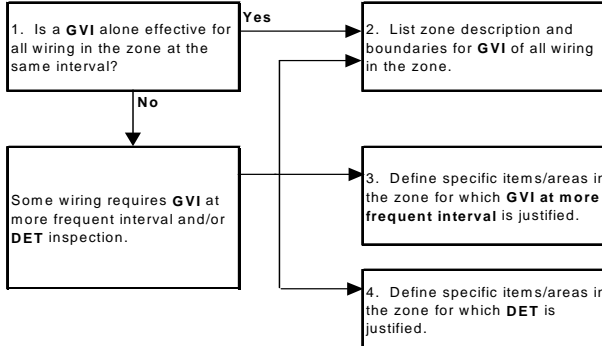 1. Is a GVI alone effective for
all wiring in the zone at the
same interval?
Yes
2. List zone description and
boundaries for GVI of all wiring
in the zone.
No
Some wiring requires GVI at
more frequent interval and/or
DET inspection.
3. Define specific items/areas in
the zone for which GVI at more
frequent interval is justified.
4. Define specific items/areas in
the zone for which DET is
justified.